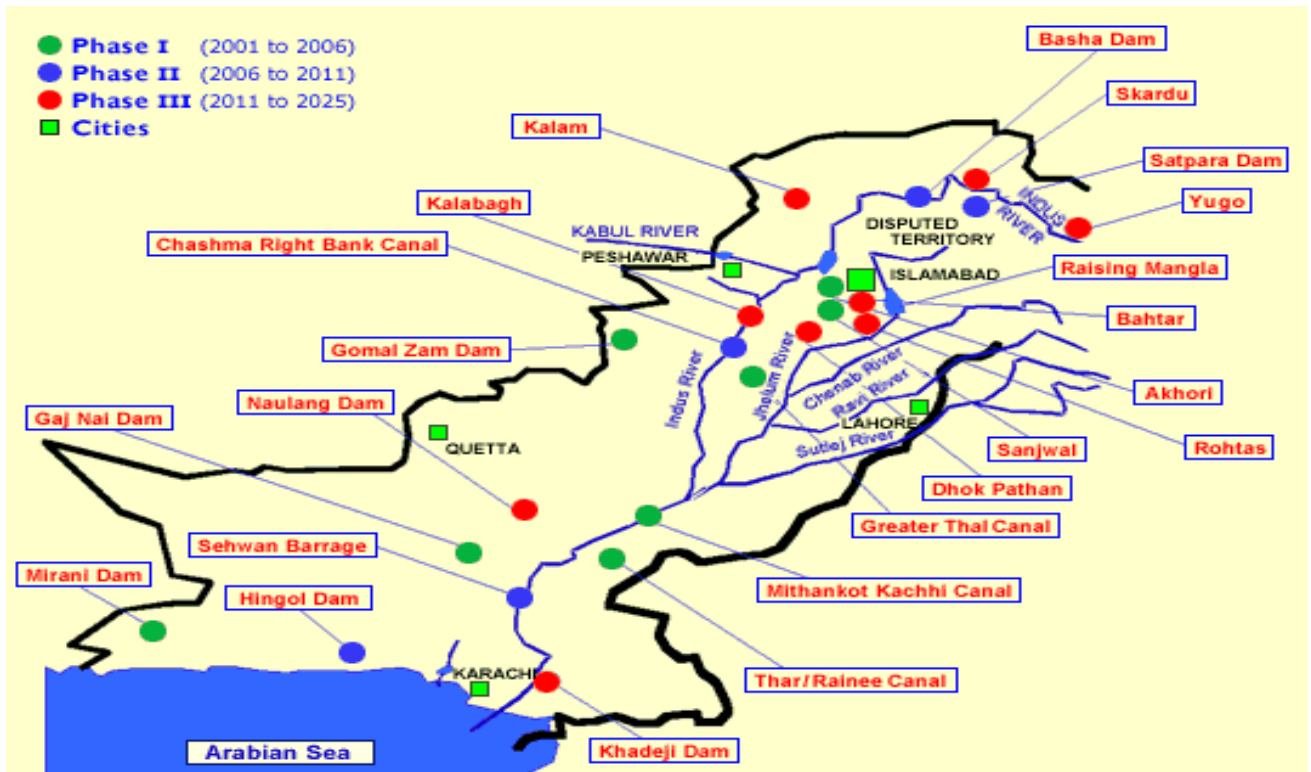 Phase I (2001 to 2006)
Phase II (2006 to 2011)
Phase III (2011 to 2025)
Cities
Basha Dam
Skardu
Kalam
Satpara Dam
Kalabagh
Yugo
INDUS
RIVER
Chashma Right Bank Canal
KABUL RIVER
DISPUTED
TERRITORY
PESHAWAR
ISLAMABAD
Raising Mangla
Bahtar
Gomal Zam Dam
Indus River
Jhelum River
Chenab River
Ravi River
Akhori
Naulang Dam
Gaj Nai Dam
LAHORE
QUETTA
Sutlej River
Sanjwal
Rohtas
Dhok Pathan
Greater Thal Canal
Sehwan Barrage
Mirani Dam
Hingol Dam
Mithankot Kachhi Canal
KARACHI
Thar/Rainee Canal
Arabian Sea
Khadeji Dam